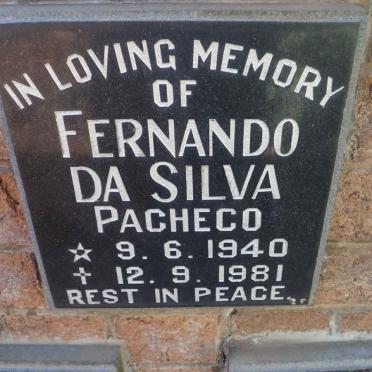 IN LOVING MEMORY
OF
FERNANDO
DA SILVA
PACHECO
☆ 9. 6. 1940
✝ 12. 9. 1981
REST IN PEACE.